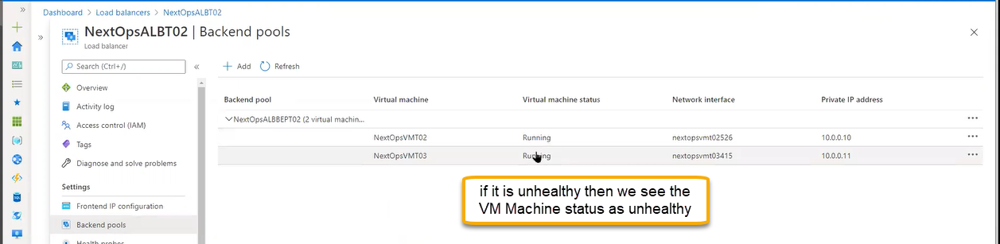 Dashboard > Load balancers > NextOpsALBT02
NextOpsALBT02 | Backend pools
Load balancer
Search (Ctrl+/)
Add Refresh
Overview
Activity log
Access control (IAM)
Tags
Diagnose and solve problems
Settings
Frontend IP configuration
Backend pools
Health probes
Backend pool Virtual machine Virtual machine status Network interface Private IP address
NextOpsALBBEPT02 (2 virtual machin...
NextOpsVMT02 Running nextopsvmt02526 10.0.0.10
NextOpsVMT03 Running nextopsvmt03415 10.0.0.11
if it is unhealthy then we see the
VM Machine status as unhealthy